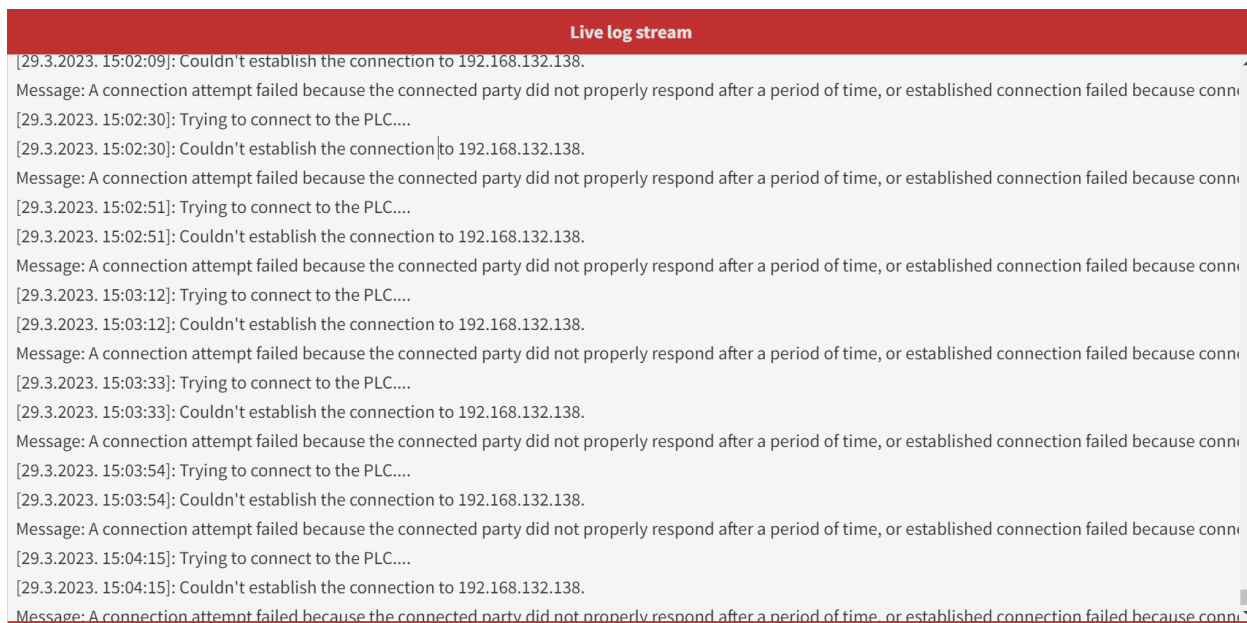 Live log stream
[29.3.2023. 15:02:09]: Couldn't establish the connection to 192.168.132.138.
Message: A connection attempt failed because the connected party did not properly respond after a period of time, or established connection failed because conne
[29.3.2023. 15:02:30]: Trying to connect to the PLC....
[29.3.2023. 15:02:30]: Couldn't establish the connection to 192.168.132.138.
Message: A connection attempt failed because the connected party did not properly respond after a period of time, or established connection failed because conne
[29.3.2023. 15:02:51]: Trying to connect to the PLC....
[29.3.2023. 15:02:51]: Couldn't establish the connection to 192.168.132.138.
Message: A connection attempt failed because the connected party did not properly respond after a period of time, or established connection failed because conne
[29.3.2023. 15:03:12]: Trying to connect to the PLC....
[29.3.2023. 15:03:12]: Couldn't establish the connection to 192.168.132.138.
Message: A connection attempt failed because the connected party did not properly respond after a period of time, or established connection failed because conne
[29.3.2023. 15:03:33]: Trying to connect to the PLC....
[29.3.2023. 15:03:33]: Couldn't establish the connection to 192.168.132.138.
Message: A connection attempt failed because the connected party did not properly respond after a period of time, or established connection failed because conne
[29.3.2023. 15:03:54]: Trying to connect to the PLC....
[29.3.2023. 15:03:54]: Couldn't establish the connection to 192.168.132.138.
Message: A connection attempt failed because the connected party did not properly respond after a period of time, or established connection failed because conne
[29.3.2023. 15:04:15]: Trying to connect to the PLC....
[29.3.2023. 15:04:15]: Couldn't establish the connection to 192.168.132.138.
Message: A connection attempt failed because the connected party did not properly respond after a period of time, or established connection failed because conne